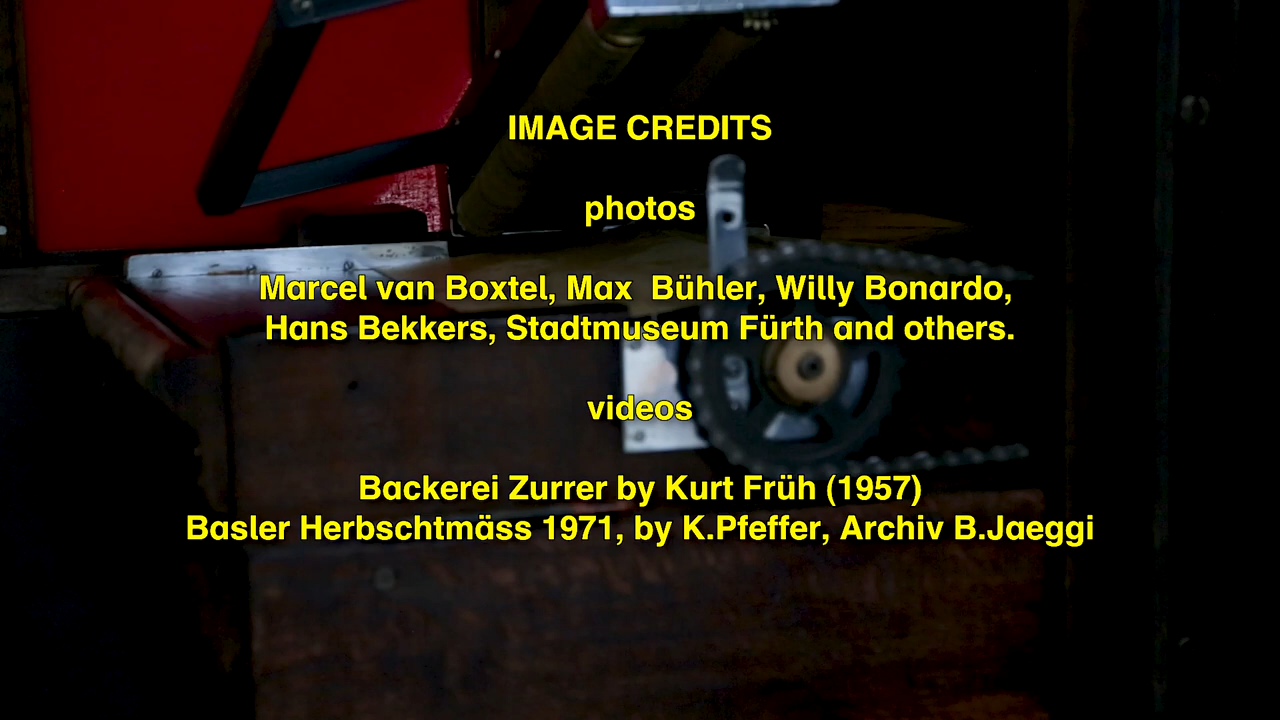 IMAGE CREDITS
photos
Marcel van Boxtel, Max  Bühler, Willy Bonardo,
Hans Bekkers, Stadtmuseum Fürth and others.
videos
Backerei Zurrer by Kurt Früh (1957)
Basler Herbschtmäss 1971, by K.Pfeffer, Archiv B.Jaeggi